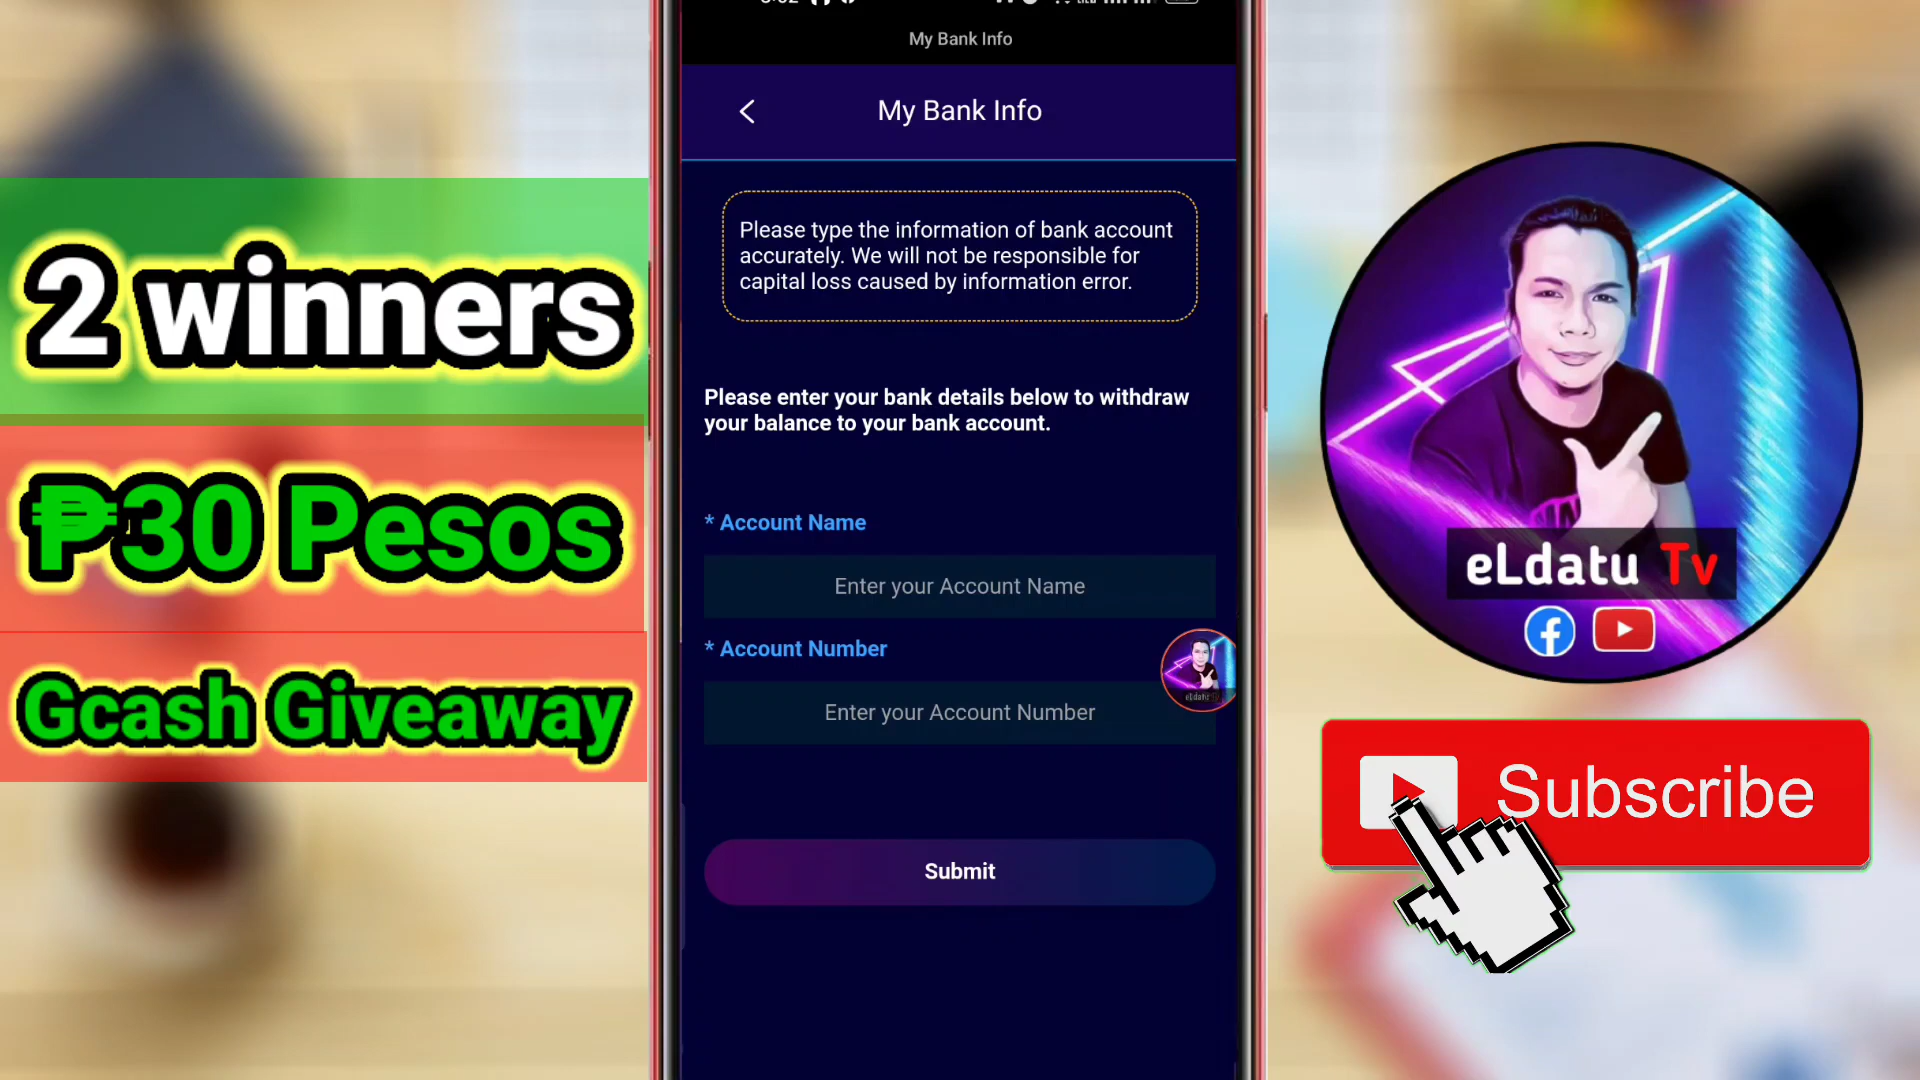 2 winners
₱30 Pesos
Gcash Giveaway
My Bank Info
My Bank Info
Please type the information of bank account
accurately. We will not be responsible for
capital loss caused by information error.
Please enter your bank details below to withdraw
your balance to your bank account.
* Account Name
Enter your Account Name
* Account Number
Enter your Account Number
Submit
eLdatu Tv
Subscribe